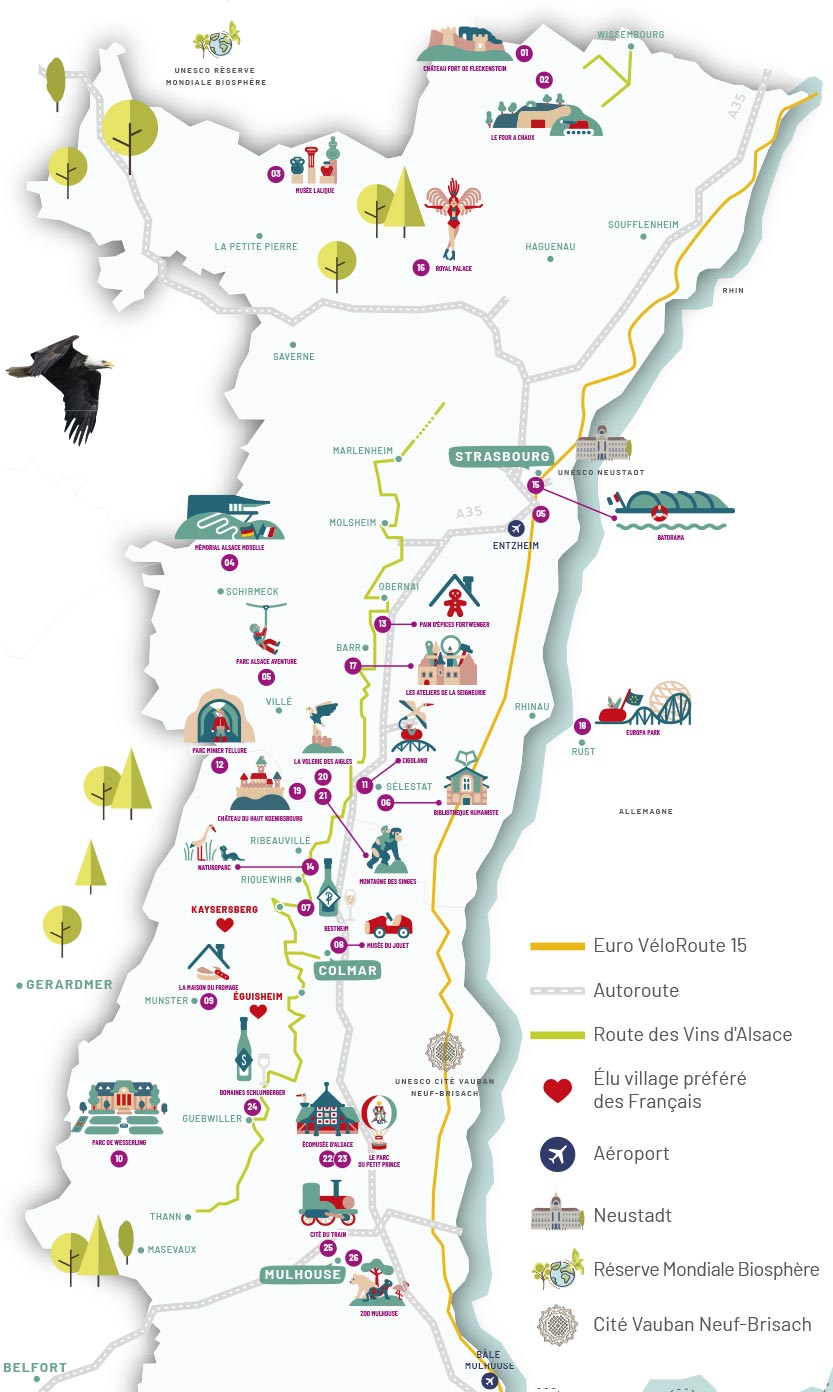 WISSEMBOURG
01
CHÂTEAU FORT DE FLECKENSTEIN
UNESCO RÉSERVE
MONDIALE BIOSPHÈRE
02
A35
LE FOUR A CHAUX
03
MUSÉE LALIQUE
LA PETITE PIERRE
HAGUENAU
SOUFFLENHEIM
16
ROYAL PALACE
RHIN
SAVERNE
MARLENHEIM
STRASBOURG
UNESCO NEUSTADT
15
A35
05
MOLSHEIM
ENTZHEIM
BATORAMA
MÉMORIAL ALSACE MOSELLE
04
SCHIRMECK
OBERNAI
13
PAIN D'ÉPICES FORTWENGER
BARR
PARC ALSACE AVENTURE
05
17
LES ATELIERS DE LA SEIGNEURIE
VILLÉ
RHINAU
18
EUROPA PARK
RUST
PARC MINIER TELLURE
12
LA VOLERIE DES AIGLES
20
CIGOLAND
11
SÉLESTAT
19
21
06
BIBLIOTHÈQUE HUMANISTE
ALLEMAGNE
CHÂTEAU DU HAUT KOENIGSBOURG
RIBEAUVILLÉ
NATUROPARC
14
RIQUEWIHR
MONTAGNE DES SINGES
KAYSERSBERG
07
BESTHEIM
08
MUSÉE DU JOUET
COLMAR
GERARDMER
LA MAISON DU FROMAGE
MUNSTER
09
ÉGUISHEIM
S
UNESCO CITÉ VAUBAN
NEUF-BRISACH
DOMAINES SCHLUMBERGER
24
GUEBWILLER
PARC DE WESSERLING
10
ÉCOMUSÉE D'ALSACE
22
23
LE PARC
DU PETIT PRINCE
THANN
MASEVAUX
CITÉ DU TRAIN
25
26
MULHOUSE
ZOO MULHOUSE
BELFORT
BÂLE
MULHOUSE
Euro VéloRoute 15
Autoroute
Route des Vins d'Alsace
Élu village préféré
des Français
Aéroport
Neustadt
Réserve Mondiale Biosphère
Cité Vauban Neuf-Brisach